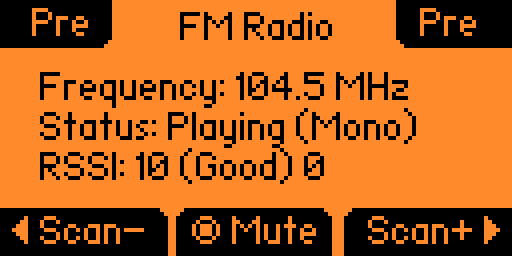 Pre FM Radio Pre
Frequency: 104.5 MHz
Status: Playing (Mono)
RSSI: 10 (Good) 0
Scan- Mute Scan+